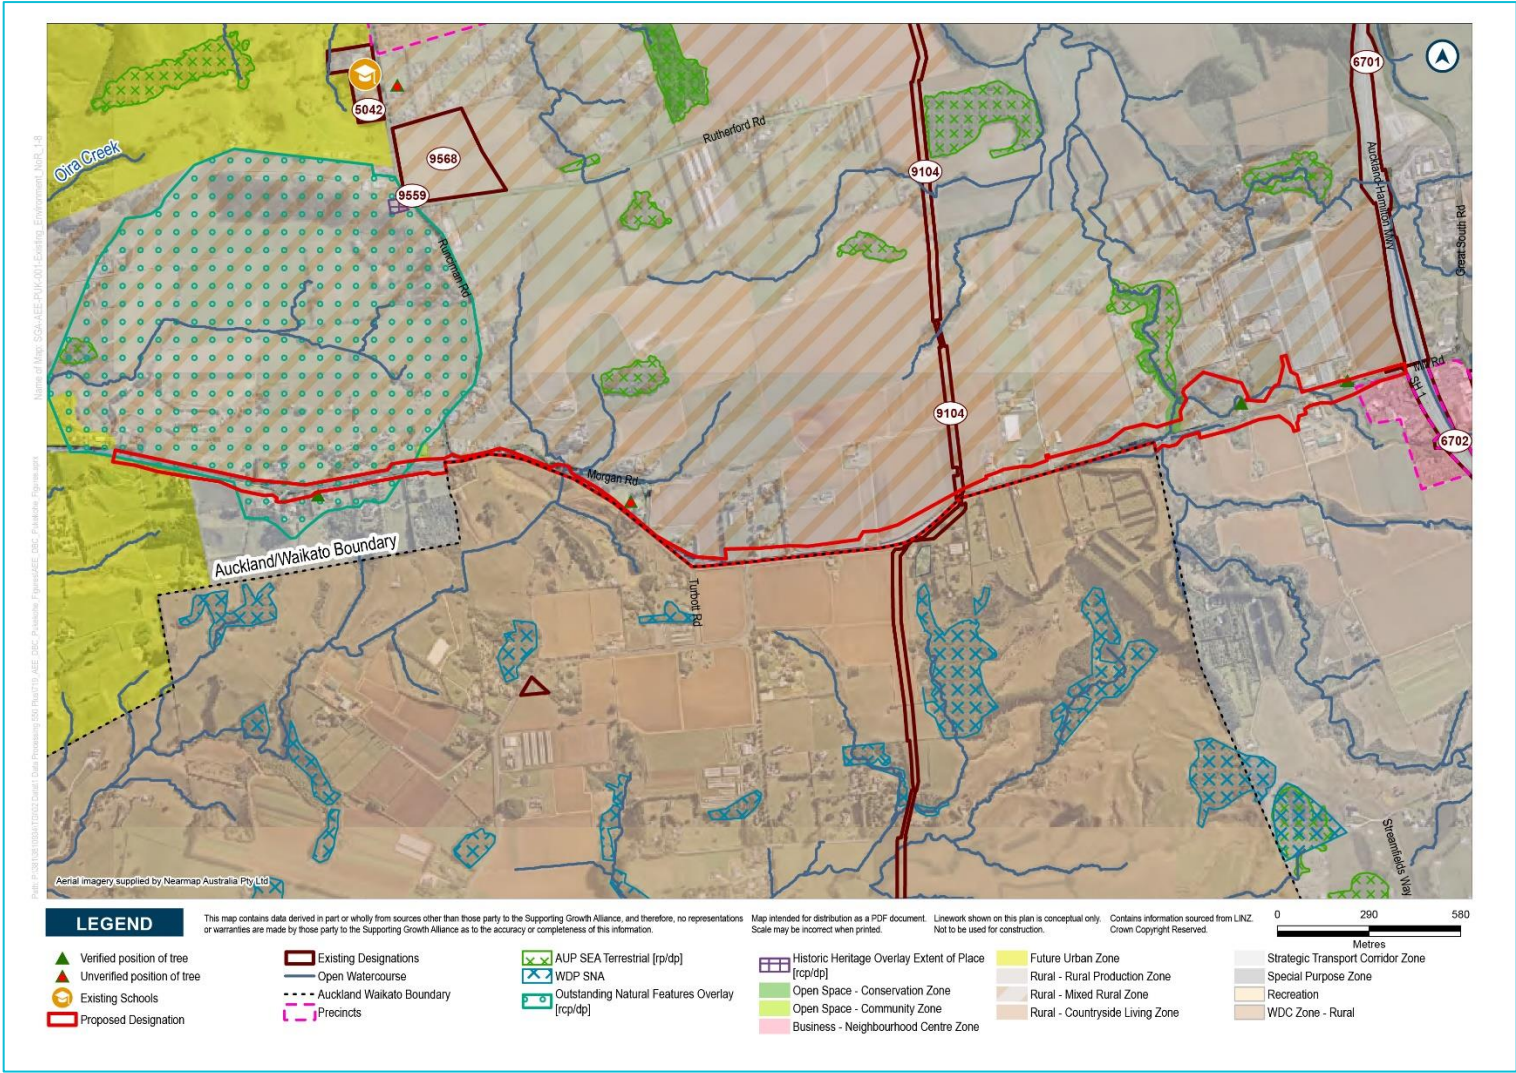 6701
5042
Rutherford Rd
Oira Creek
9568
9104
Auckland-Hamilton Mwy
9559
Great South Rd
Runciman Rd
Mill Rd
SH 1
9104
6702
Morgan Rd
Auckland/Waikato Boundary
Turbott Rd
Streamfields Way
Aerial imagery supplied by Nearmap Australia Pty Ltd
Name of Map: SGA-AEE-PUK-001-Existing_Environment_NoR_1-8
LEGEND
This map contains data derived in part or wholly from sources other than those party to the Supporting Growth Alliance, and therefore, no representations
or warranties are made by those party to the Supporting Growth Alliance as to the accuracy or completeness of this information.
Map intended for distribution as a PDF document.
Scale may be incorrect when printed.
Linework shown on this plan is conceptual only.
Not to be used for construction.
Contains information sourced from LINZ.
Crown Copyright Reserved.
0 290 580
Metres
Verified position of tree
Unverified position of tree
Existing Schools
Proposed Designation
Existing Designations
Open Watercourse
Auckland Waikato Boundary
Precincts
AUP SEA Terrestrial [rp/dp]
WDP SNA
Outstanding Natural Features Overlay
[rcp/dp]
Historic Heritage Overlay Extent of Place
[rcp/dp]
Open Space - Conservation Zone
Open Space - Community Zone
Business - Neighbourhood Centre Zone
Future Urban Zone
Rural - Rural Production Zone
Rural - Mixed Rural Zone
Rural - Countryside Living Zone
Strategic Transport Corridor Zone
Special Purpose Zone
Recreation
WDC Zone - Rural